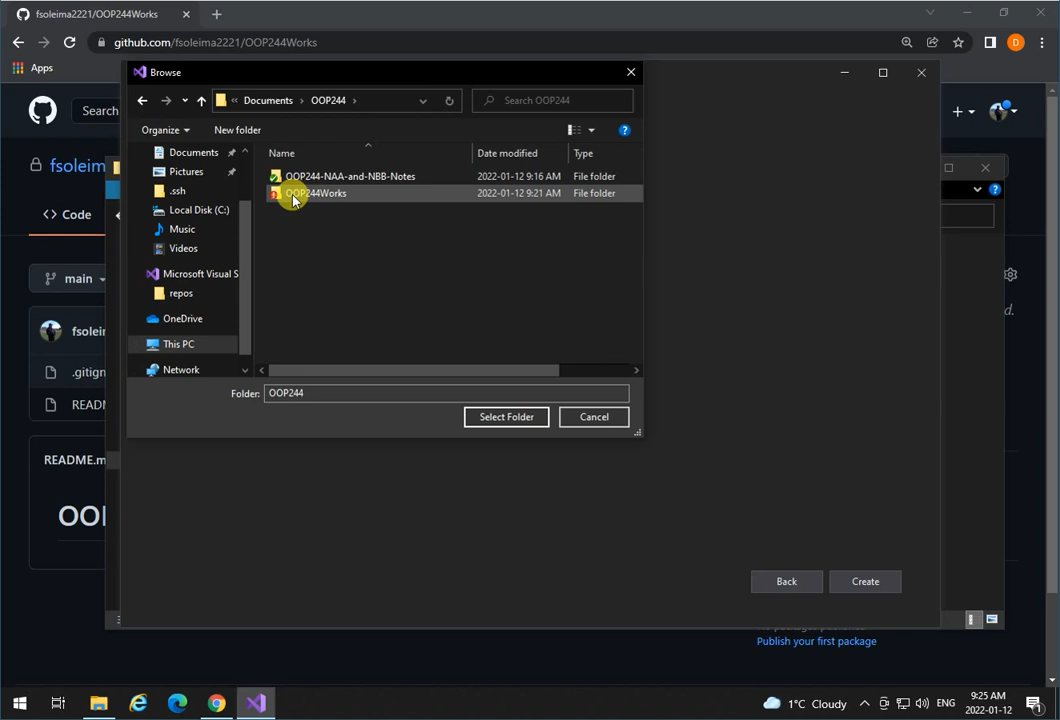 fsoleima2221/OOP244Works
github.com/fsoleima2221/OOP244Works
Apps
Browse
Search
Documents
OOP244
Search OOP244
Organize
New folder
?
Documents
Name
Date modified
Type
fsoleim
Pictures
OOP244-NAA-and-NBB-Notes
2022-01-12 9:16 AM
File folder
.ssh
OOP244Works
2022-01-12 9:21 AM
File folder
Code
Local Disk (C:)
Music
Videos
main
Microsoft Visual S
repos
d.
OneDrive
fsolein
This PC
.gitign
Network
Folder:
OOP244
READ
Select Folder
Cancel
README.m
OO
Back
Create
Publish your first package
1°C Cloudy
ENG
9:25 AM
2022-01-12
D
1